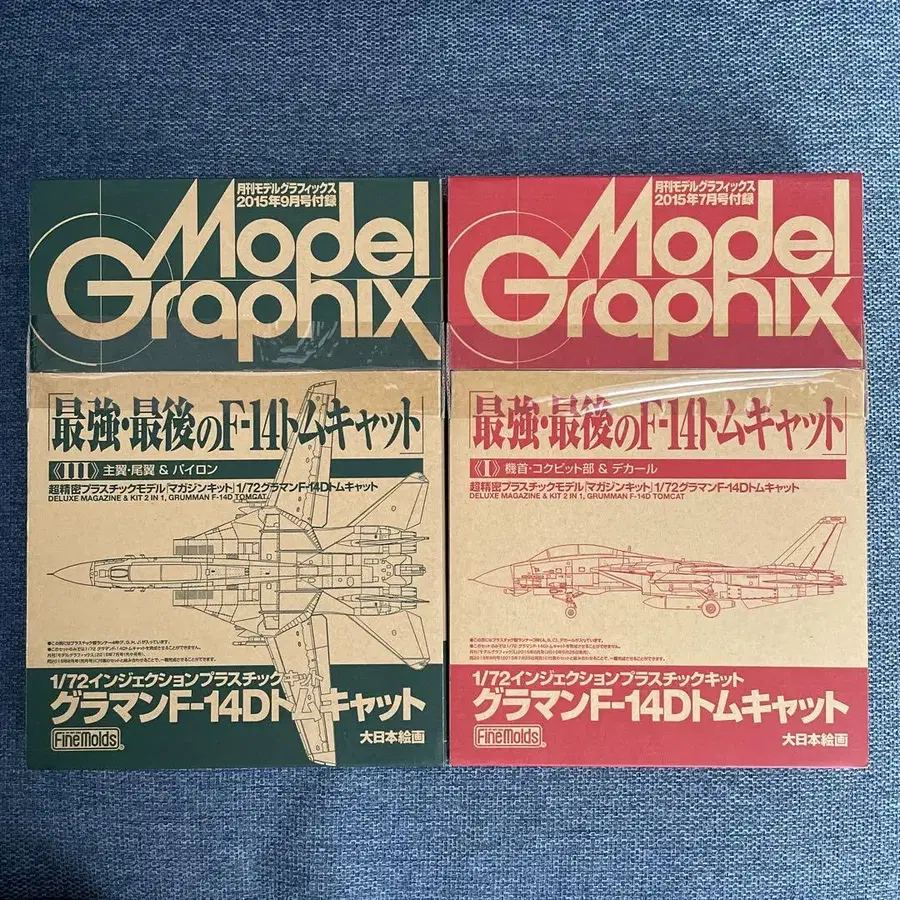 月刊モデルグラフィックス
2015年9月号付録
Model
Graphix
「最強・最後のF-14トムキャット」
《III》主翼・尾翼 & パイロン
超精密プラスチックモデル「マガジンキット」1/72グラマンF-14Dトムキャット
DELUXE MAGAZINE & KIT 2 IN 1, GRUMMAN F-14D TOMCAT
1/72インジェクションプラスチックキット
グラマンF-14Dトムキャット
FineMolds®
大日本絵画
月刊モデルグラフィックス
2015年7月号付録
Model
Graphix
「最強・最後のF-14トムキャット」
《I》機首・コクピット部 & デカール
超精密プラスチックモデル「マガジンキット」1/72グラマンF-14Dトムキャット
DELUXE MAGAZINE & KIT 2 IN 1, GRUMMAN F-14D TOMCAT
1/72インジェクションプラスチックキット
グラマンF-14Dトムキャット
FineMolds®
大日本絵画